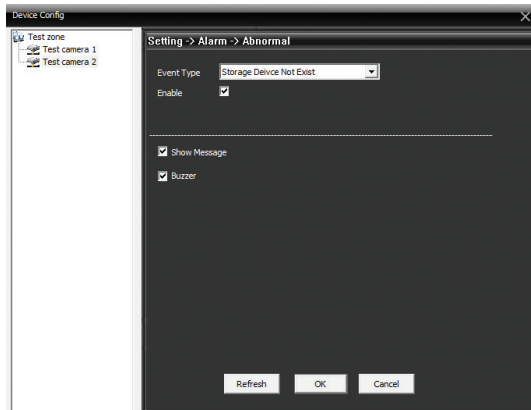 Device Config
Test zone
Test camera 1
Test camera 2
Setting -> Alarm -> Abnormal
Event Type Storage Deivce Not Exist
Enable
Show Message
Buzzer
Refresh OK Cancel